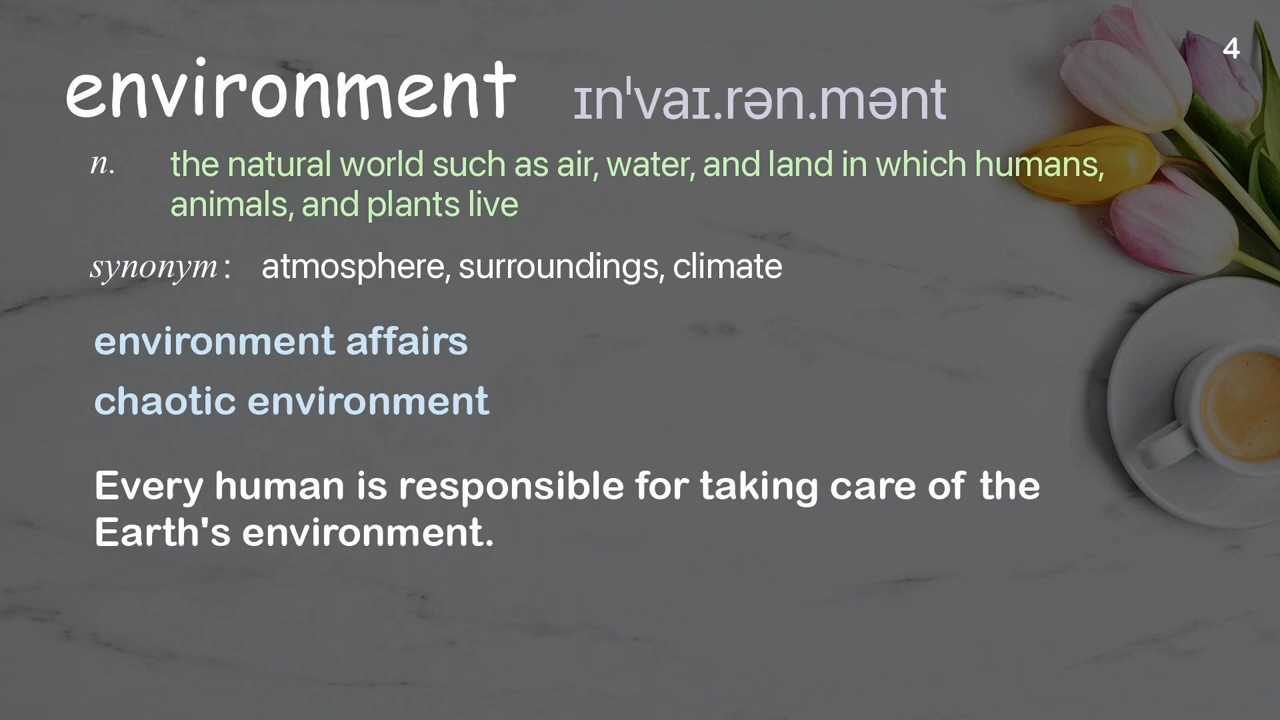 4
environment ɪnˈvaɪ.rən.mənt
n. the natural world such as air, water, and land in which humans,
animals, and plants live
synonym: atmosphere, surroundings, climate
environment affairs
chaotic environment
Every human is responsible for taking care of the
Earth's environment.